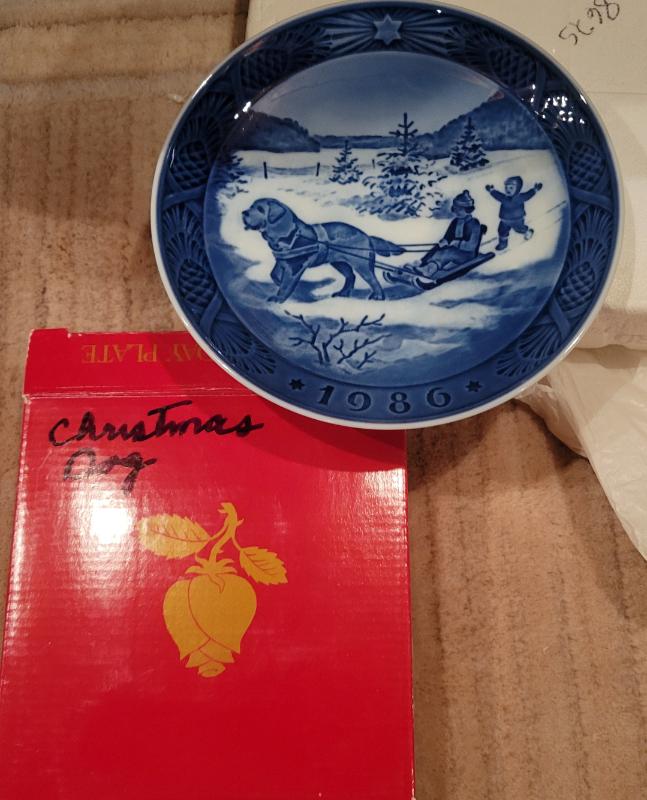 ★ 1986 ★
DAY PLATE
Christmas
Dog